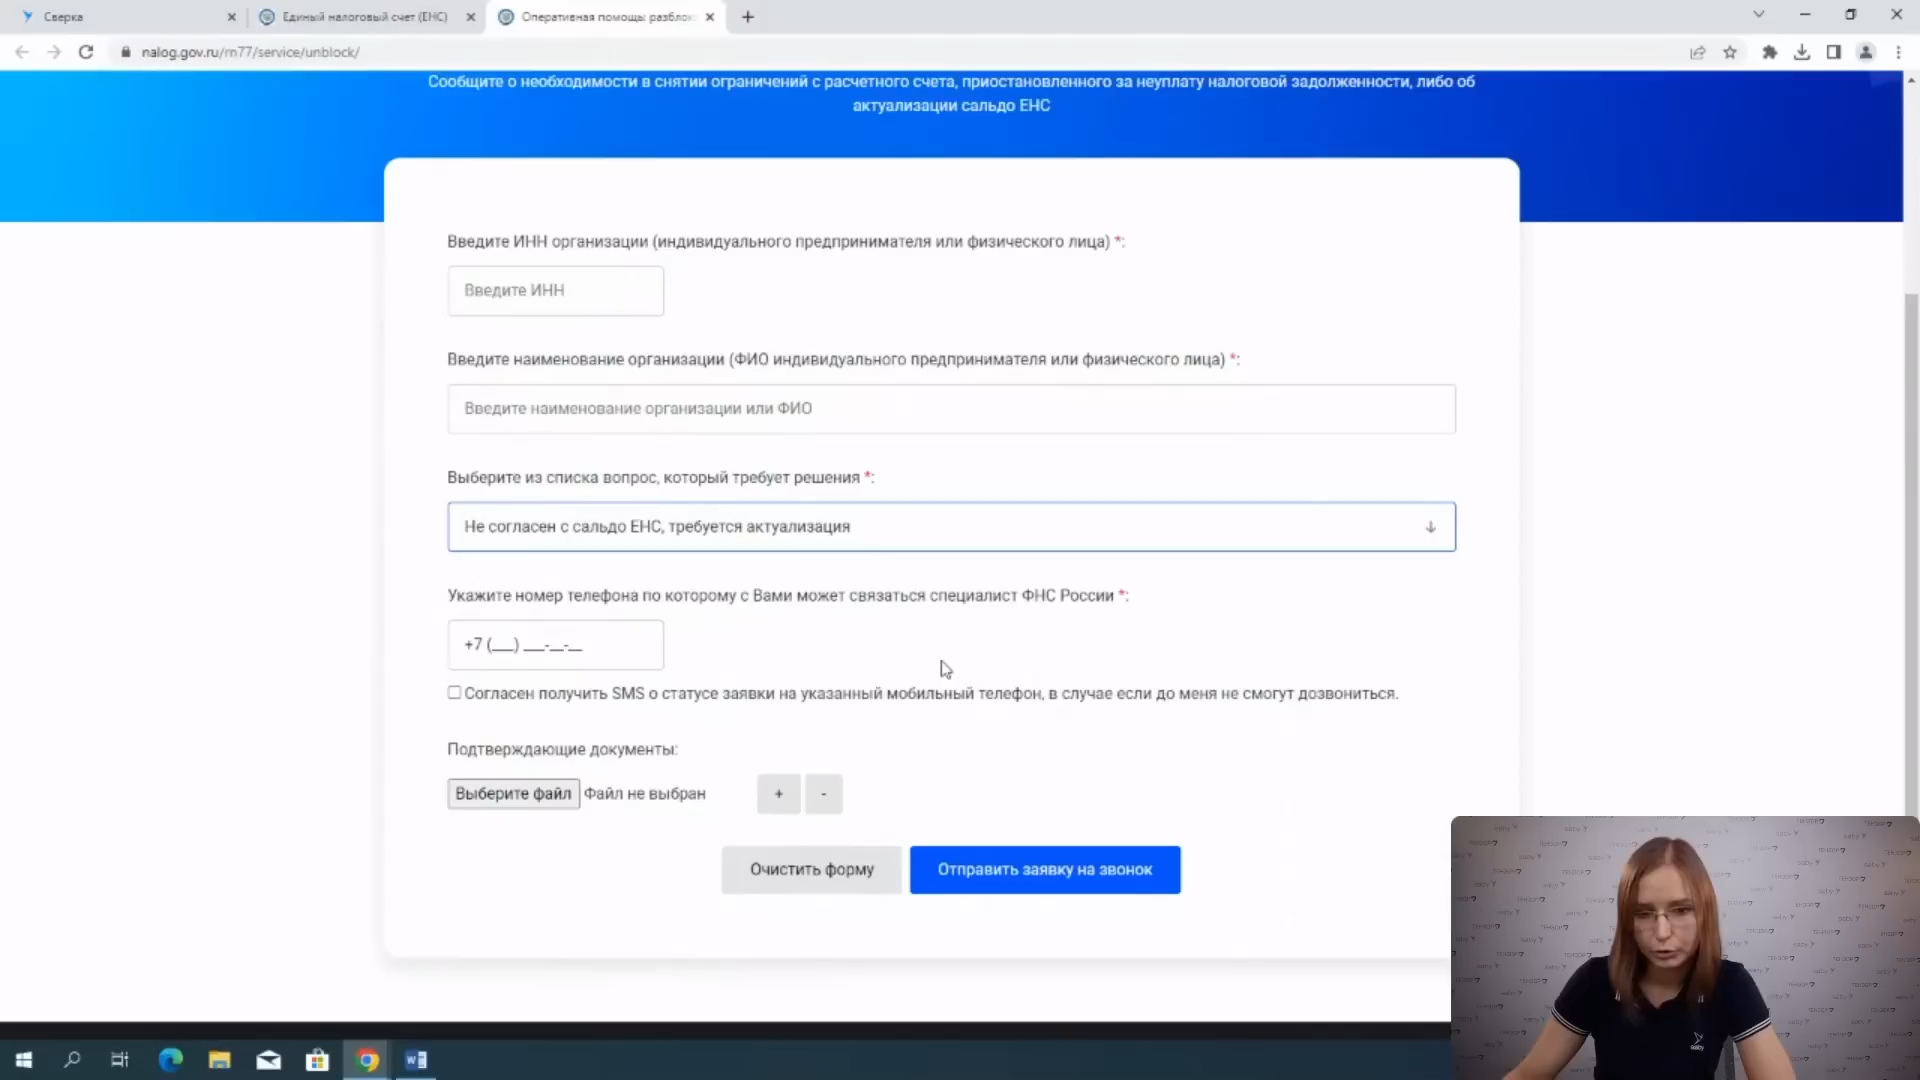 Сверка
Единый налоговый счет (ЕНС)
Оперативная помощь: разблок
nalog.gov.ru/rn77/service/unblock/
Сообщите о необходимости в снятии ограничений с расчетного счета, приостановленного за неуплату налоговой задолженности, либо об
актуализации сальдо ЕНС
Введите ИНН организации (индивидуального предпринимателя или физического лица) *:
Введите ИНН
Введите наименование организации (ФИО индивидуального предпринимателя или физического лица) *:
Введите наименование организации или ФИО
Выберите из списка вопрос, который требует решения *:
Не согласен с сальдо ЕНС, требуется актуализация
Укажите номер телефона по которому с Вами может связаться специалист ФНС России *:
+7 (___) ___-__-__
Согласен получить SMS о статусе заявки на указанный мобильный телефон, в случае если до меня не смогут дозвониться.
Подтверждающие документы:
Выберите файл Файл не выбран + -
Очистить форму
Отправить заявку на звонок
saby